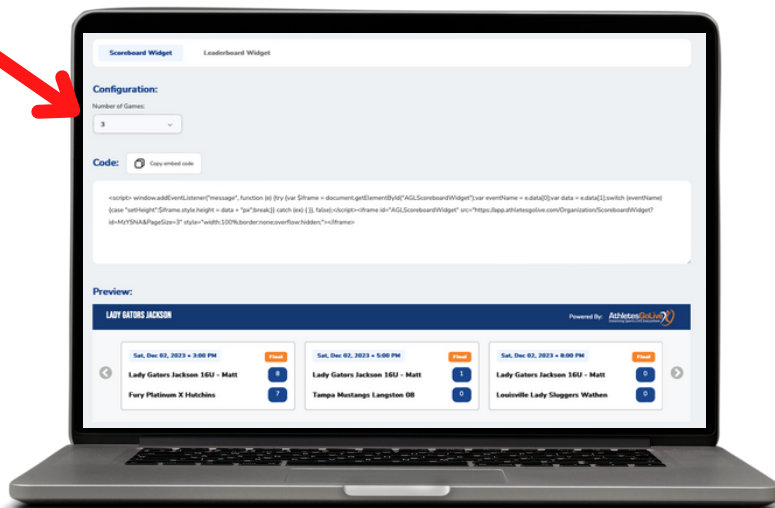 Scoreboard Widget Leaderboard Widget
Configuration:
Number of Games:
3
Code: Copy embed code
<script> window.addEventListener("message", function (e) {try {var $iframe = document.getElementById("AGLScoreboardWidget");var eventName = e.data[0];var data = e.data[1];switch (eventName)
{case "setHeight":$iframe.style.height = data + "px";break;}} catch (ex) { }}, false);</script><iframe id="AGLScoreboardWidget" src="https://app.athletesgolive.com/Organization/ScoreboardWidget?
id=MzY5NA&PageSize=3" style="width:100%;border:none;overflow:hidden;"></iframe>
Preview:
LADY GATORS JACKSON Powered By: AthletesGoLive
Sat, Dec 02, 2023 • 3:00 PM Final
Lady Gators Jackson 16U - Matt 8
Fury Platinum X Hutchins 7
Sat, Dec 02, 2023 • 5:00 PM Final
Lady Gators Jackson 16U - Matt 1
Tampa Mustangs Langston 08 0
Sat, Dec 02, 2023 • 8:00 PM Final
Lady Gators Jackson 16U - Matt 0
Louisville Lady Sluggers Wathen 0